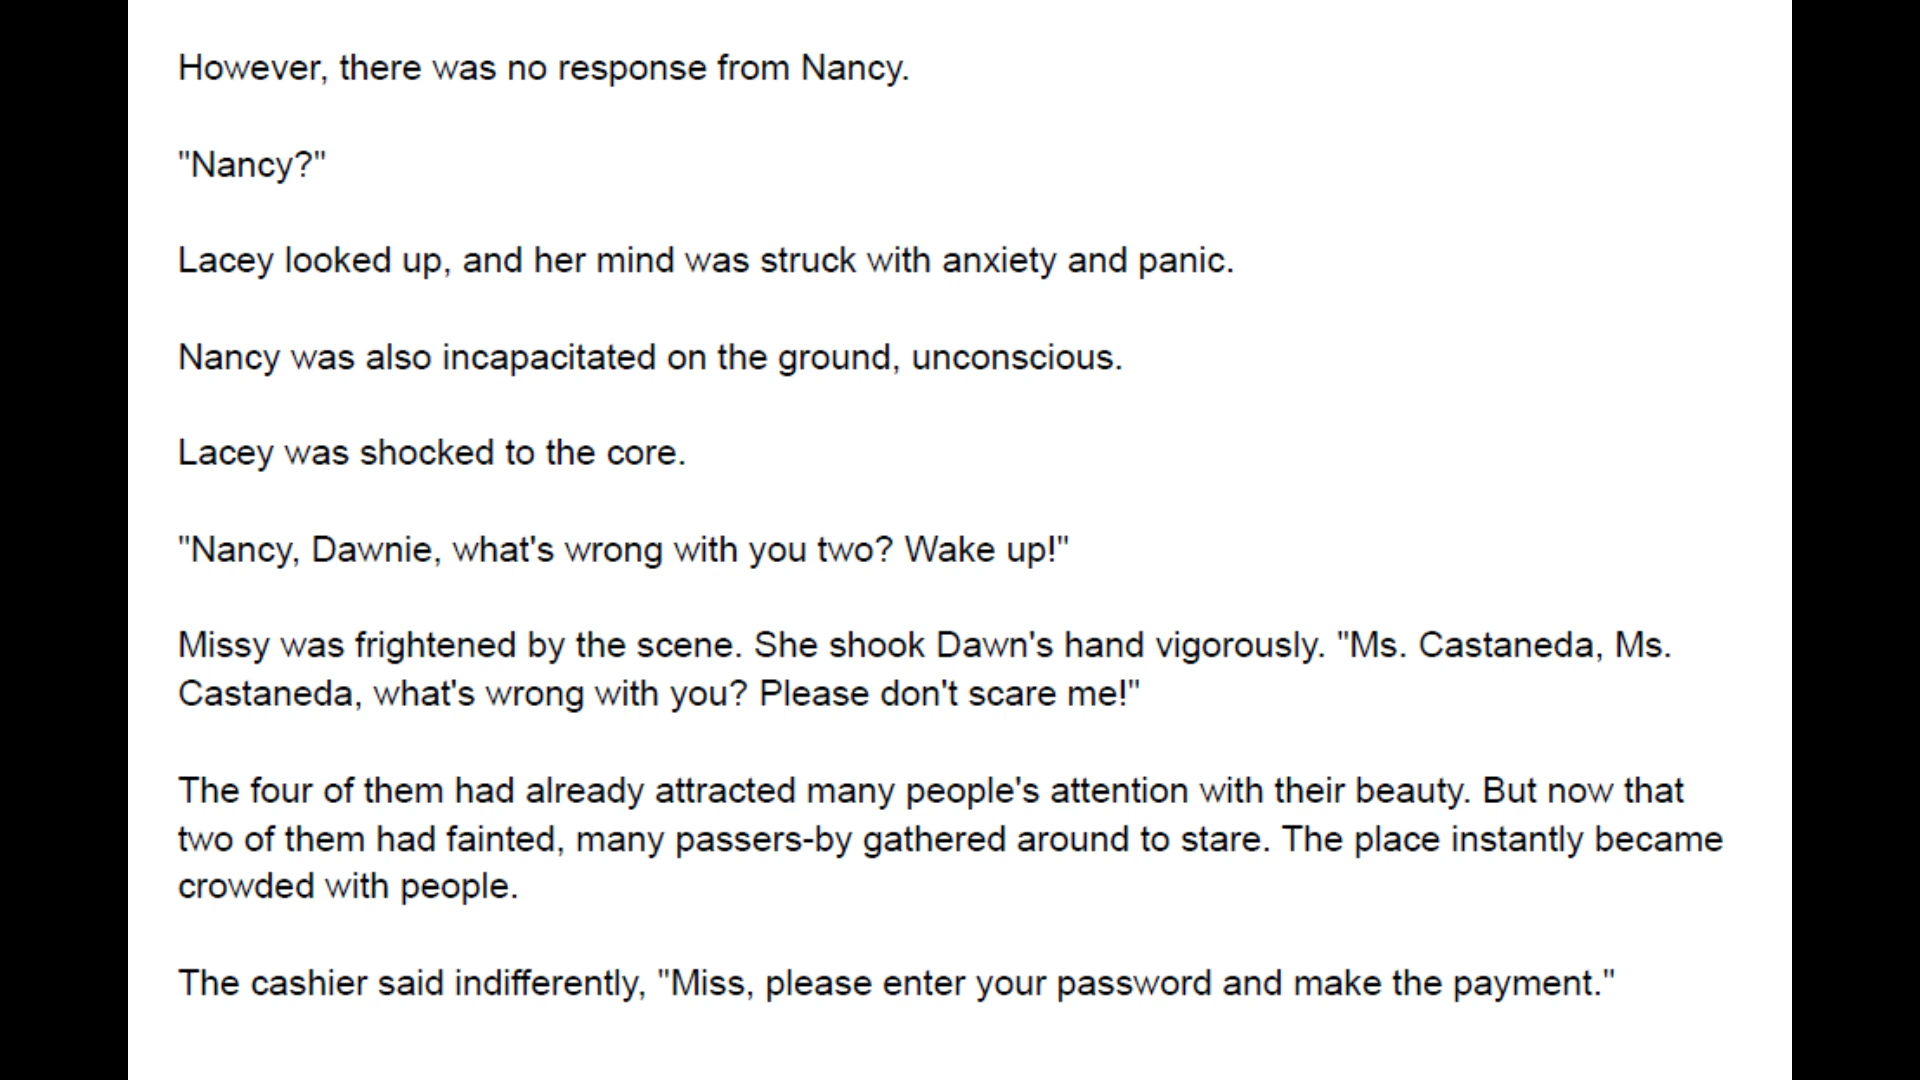 However, there was no response from Nancy.
"Nancy?"
Lacey looked up, and her mind was struck with anxiety and panic.
Nancy was also incapacitated on the ground, unconscious.
Lacey was shocked to the core.
"Nancy, Dawnie, what's wrong with you two? Wake up!"
Missy was frightened by the scene. She shook Dawn's hand vigorously. "Ms. Castaneda, Ms.
Castaneda, what's wrong with you? Please don't scare me!"
The four of them had already attracted many people's attention with their beauty. But now that
two of them had fainted, many passers-by gathered around to stare. The place instantly became
crowded with people.
The cashier said indifferently, "Miss, please enter your password and make the payment."